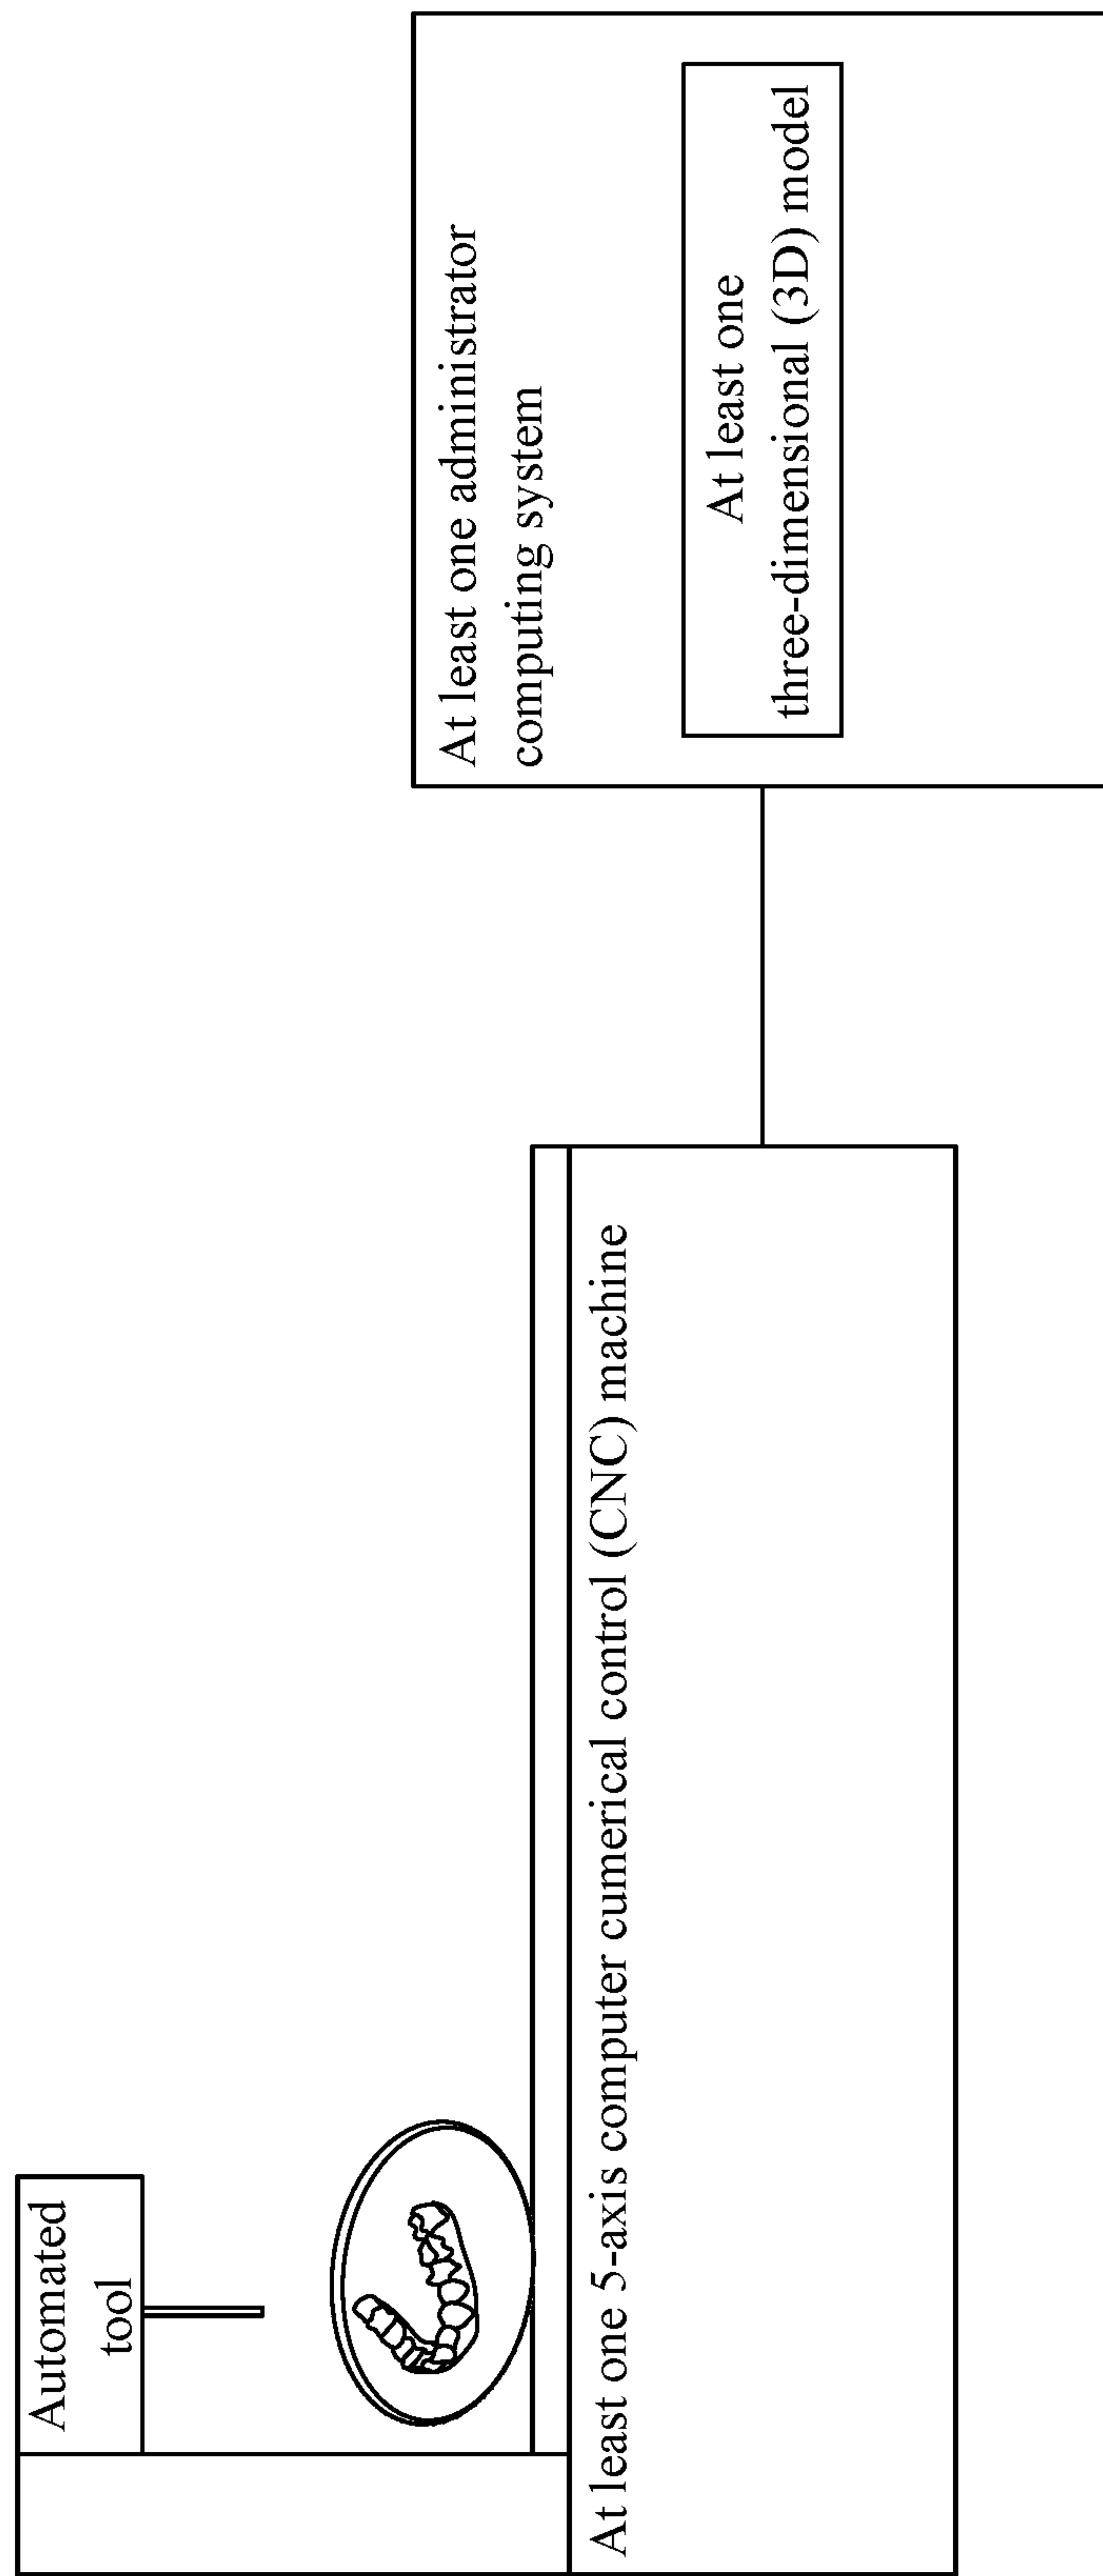 Automated
tool
At least one 5-axis computer cumerical control (CNC) machine
At least one administrator
computing system
At least one
three-dimensional (3D) model